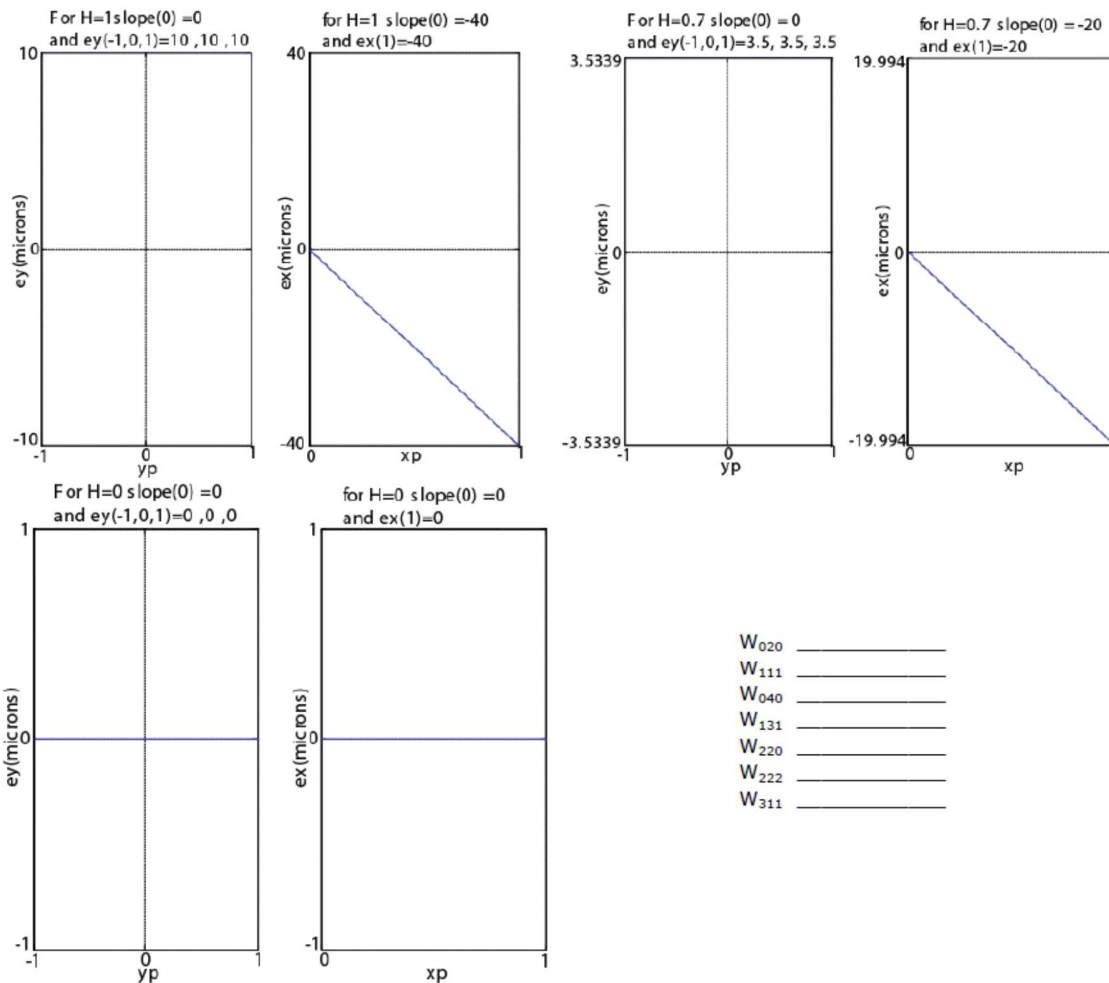 For H=1slope(0) =0
and ey(-1,0,1)=10 ,10 ,10
10
0
-10
ey(microns)
-1
0
1
yp
for H=1 slope(0) =-40
and ex(1)=-40
40
0
-40
ex(microns)
0
1
xp
For H=0.7 slope(0) = 0
and ey(-1,0,1)=3.5, 3.5, 3.5
3.5339
0
-3.5339
ey(microns)
-1
0
1
yp
for H=0.7 slope(0) =-20
and ex(1)=-20
19.994
0
-19.994
ex(microns)
0
1
xp
For H=0 slope(0) =0
and ey(-1,0,1)=0 ,0 ,0
1
0
-1
ey(microns)
-1
0
1
yp
for H=0 slope(0) =0
and ex(1)=0
1
0
-1
ex(microns)
0
1
xp
W₀₂₀
W₁₁₁
W₀₄₀
W₁₃₁
W₂₂₀
W₂₂₂
W₃₁₁